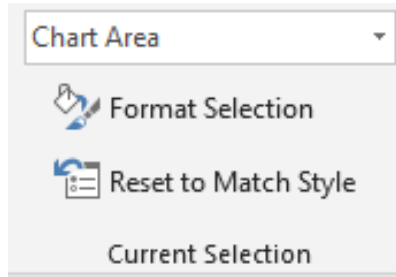 Chart Area
Format Selection
Reset to Match Style
Current Selection